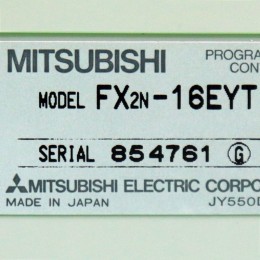 MITSUBISHI
PROGRA
CONT
MODEL FX2N-16EYT
SERIAL 854761 G
MITSUBISHI ELECTRIC CORPO
MADE IN JAPAN JY550D